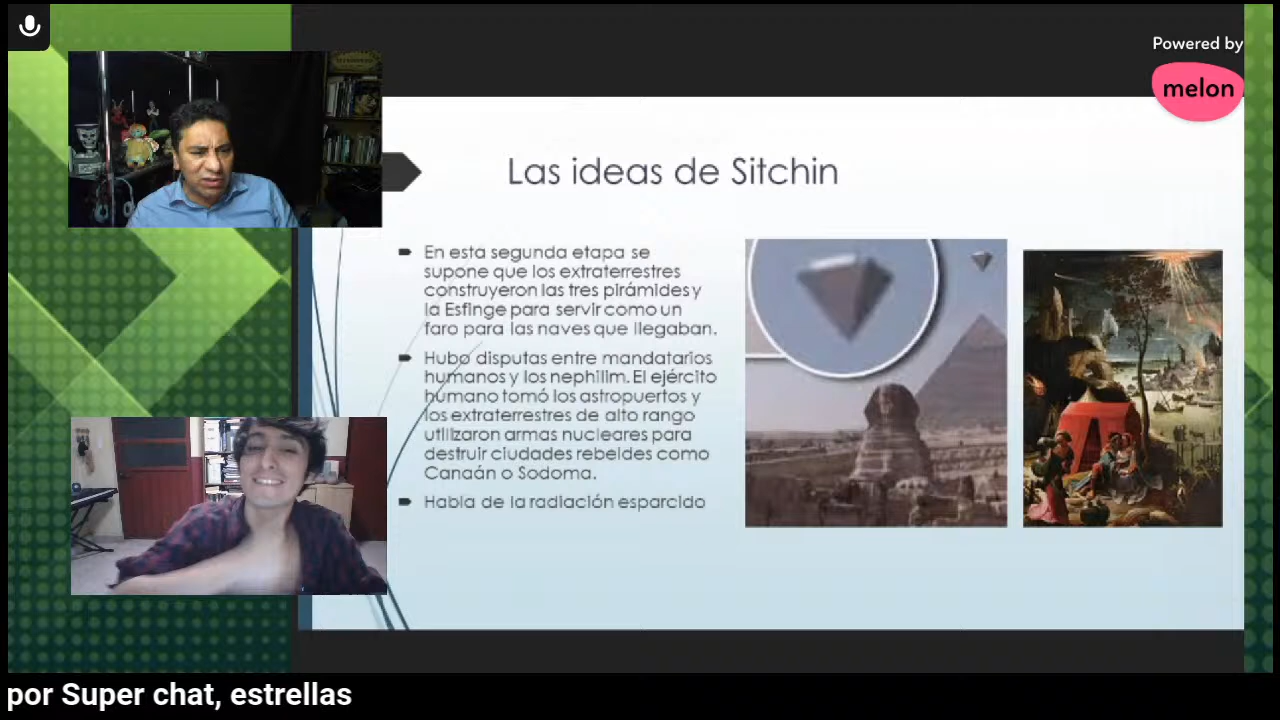 Powered by
melon
Las ideas de Sitchin
En esta segunda etapa se
supone que los extraterrestres
construyeron las tres pirámides y
la Esfinge para servir como un
faro para las naves que llegaban.
Hubo disputas entre mandatarios
humanos y los nephilim. El ejército
humano tomó los astropuertos y
los extraterrestres de alto rango
utilizaron armas nucleares para
destruir ciudades rebeldes como
Canaán o Sodoma.
Habla de la radiación esparcido
por Super chat, estrellas